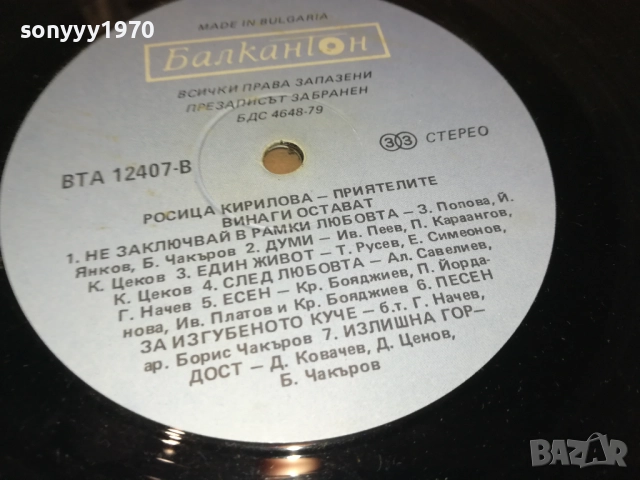 sonyyy1970
MADE IN BULGARIA
Балкантон
ВСИЧКИ ПРАВА ЗАПАЗЕНИ
ПРЕЗАПИСЪТ ЗАБРАНЕН
БДС 4648-79
ВТА 12407-В
33 СТЕРЕО
РОСИЦА КИРИЛОВА – ПРИЯТЕЛИТЕ
ВИНАГИ ОСТАВАТ
1. НЕ ЗАКЛЮЧВАЙ В РАМКИ ЛЮБОВТА – З. Попова, Й.
Янков, Б. Чакъров 2. ДУМИ – Ив. Пеев, П. Караангов,
К. Цеков 3. ЕДИН ЖИВОТ – Т. Русев, Е. Симеонов,
К. Цеков 4. СЛЕД ЛЮБОВТА – Ал. Савелиев,
Г. Начев 5. ЕСЕН – Кр. Бояджиев, П. Йорда-
нова, Ив. Платов и Кр. Бояджиев 6. ПЕСЕН
ЗА ИЗГУБЕНОТО КУЧЕ – б.т. Г. Начев,
ар. Борис Чакъров 7. ИЗЛИШНА ГОР-
ДОСТ – Д. Ковачев, Д. Ценов,
Б. Чакъров
BAZAR